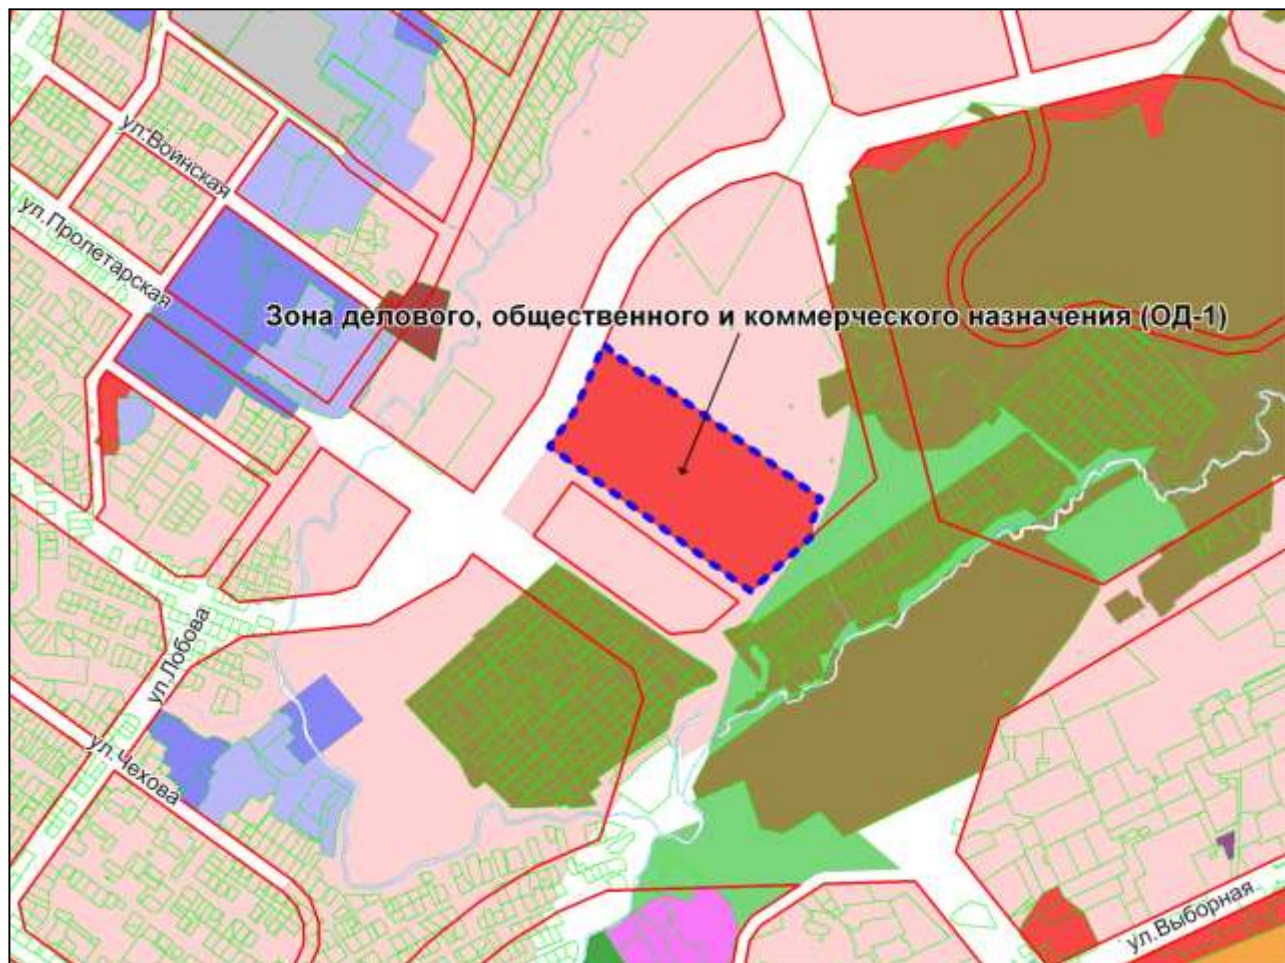 ул.Воинская
ул.Пролетарская
Зона делового, общественного и коммерческого назначения (ОД-1)
ул.Лобова
ул.Чехова
ул.Выборная